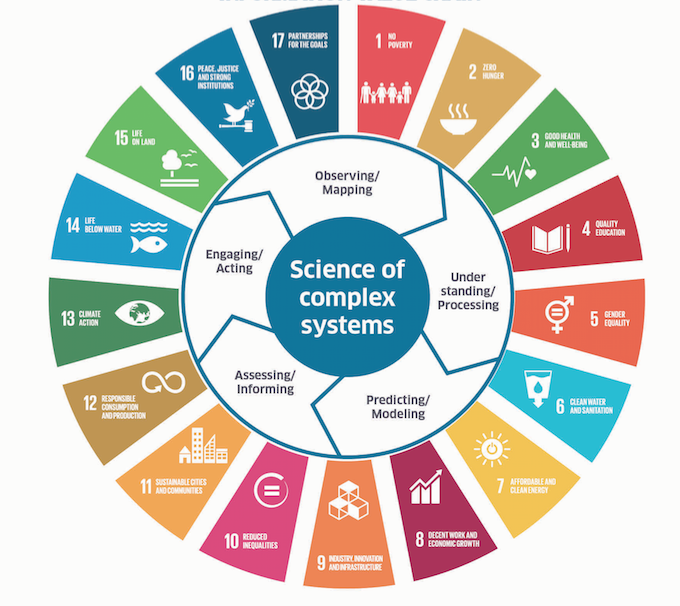 1 NO
POVERTY
2 ZERO
HUNGER
3 GOOD HEALTH
AND WELL-BEING
4 QUALITY
EDUCATION
5 GENDER
EQUALITY
6 CLEAN WATER
AND SANITATION
7 AFFORDABLE AND
CLEAN ENERGY
8 DECENT WORK AND
ECONOMIC GROWTH
9 INDUSTRY, INNOVATION
AND INFRASTRUCTURE
10 REDUCED
INEQUALITIES
11 SUSTAINABLE CITIES
AND COMMUNITIES
12 RESPONSIBLE
CONSUMPTION
AND PRODUCTION
13 CLIMATE
ACTION
14 LIFE
BELOW WATER
15 LIFE
ON LAND
16 PEACE, JUSTICE
AND STRONG
INSTITUTIONS
17 PARTNERSHIPS
FOR THE GOALS
Observing/
Mapping
Under
standing/
Processing
Predicting/
Modeling
Assessing/
Informing
Engaging/
Acting
Science of
complex
systems